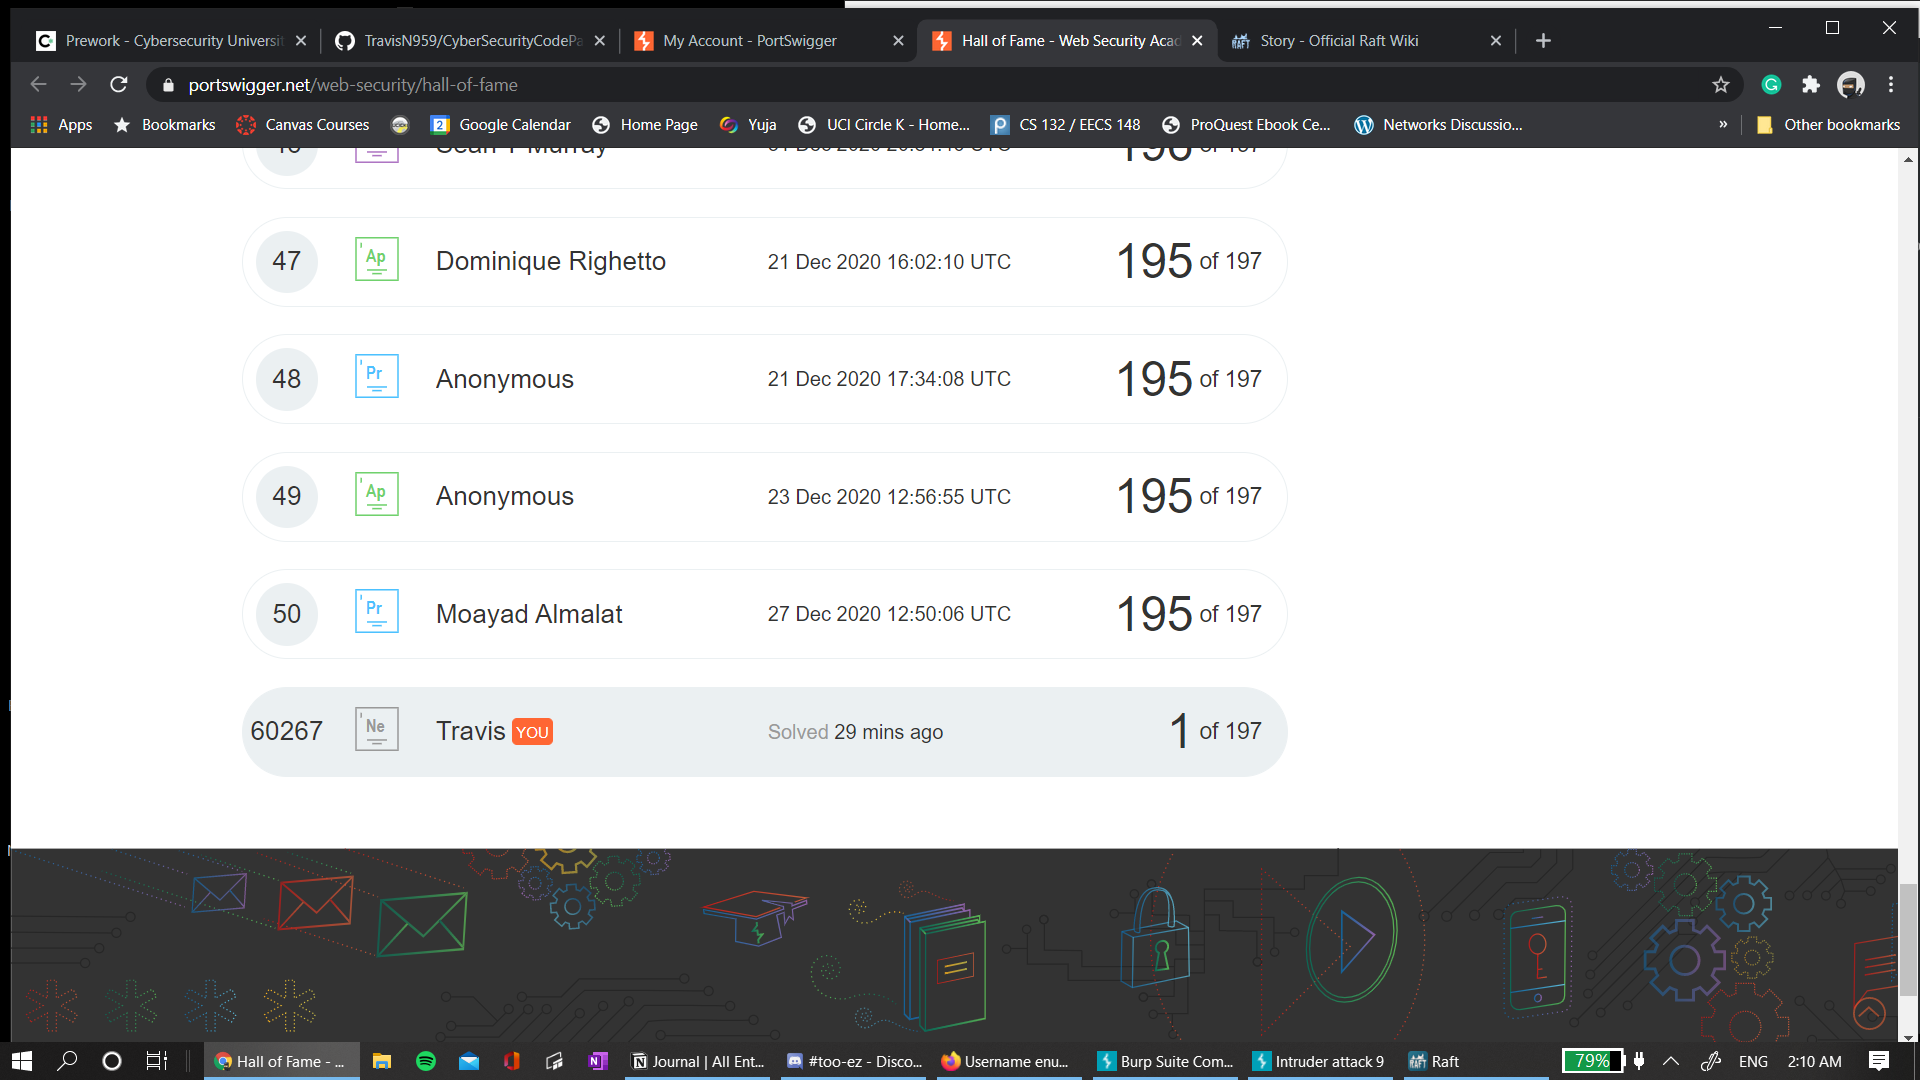 Prework - Cybersecurity Universit
TravisN959/CyberSecurityCodePa
My Account - PortSwigger
Hall of Fame - Web Security Acad
Story - Official Raft Wiki
portswigger.net/web-security/hall-of-fame
Apps
Bookmarks
Canvas Courses
Google Calendar
Home Page
Yuja
UCI Circle K - Home...
CS 132 / EECS 148
ProQuest Ebook Ce...
Networks Discussio...
»
Other bookmarks
196 of 197
47 Ap Dominique Righetto 21 Dec 2020 16:02:10 UTC 195 of 197
48 Pr Anonymous 21 Dec 2020 17:34:08 UTC 195 of 197
49 Ap Anonymous 23 Dec 2020 12:56:55 UTC 195 of 197
50 Pr Moayad Almalat 27 Dec 2020 12:50:06 UTC 195 of 197
60267 Ne Travis YOU Solved 29 mins ago 1 of 197
Hall of Fame - ...
Journal | All Ent...
#too-ez - Disco...
Username enu...
Burp Suite Com...
Intruder attack 9
Raft
79%
ENG
2:10 AM